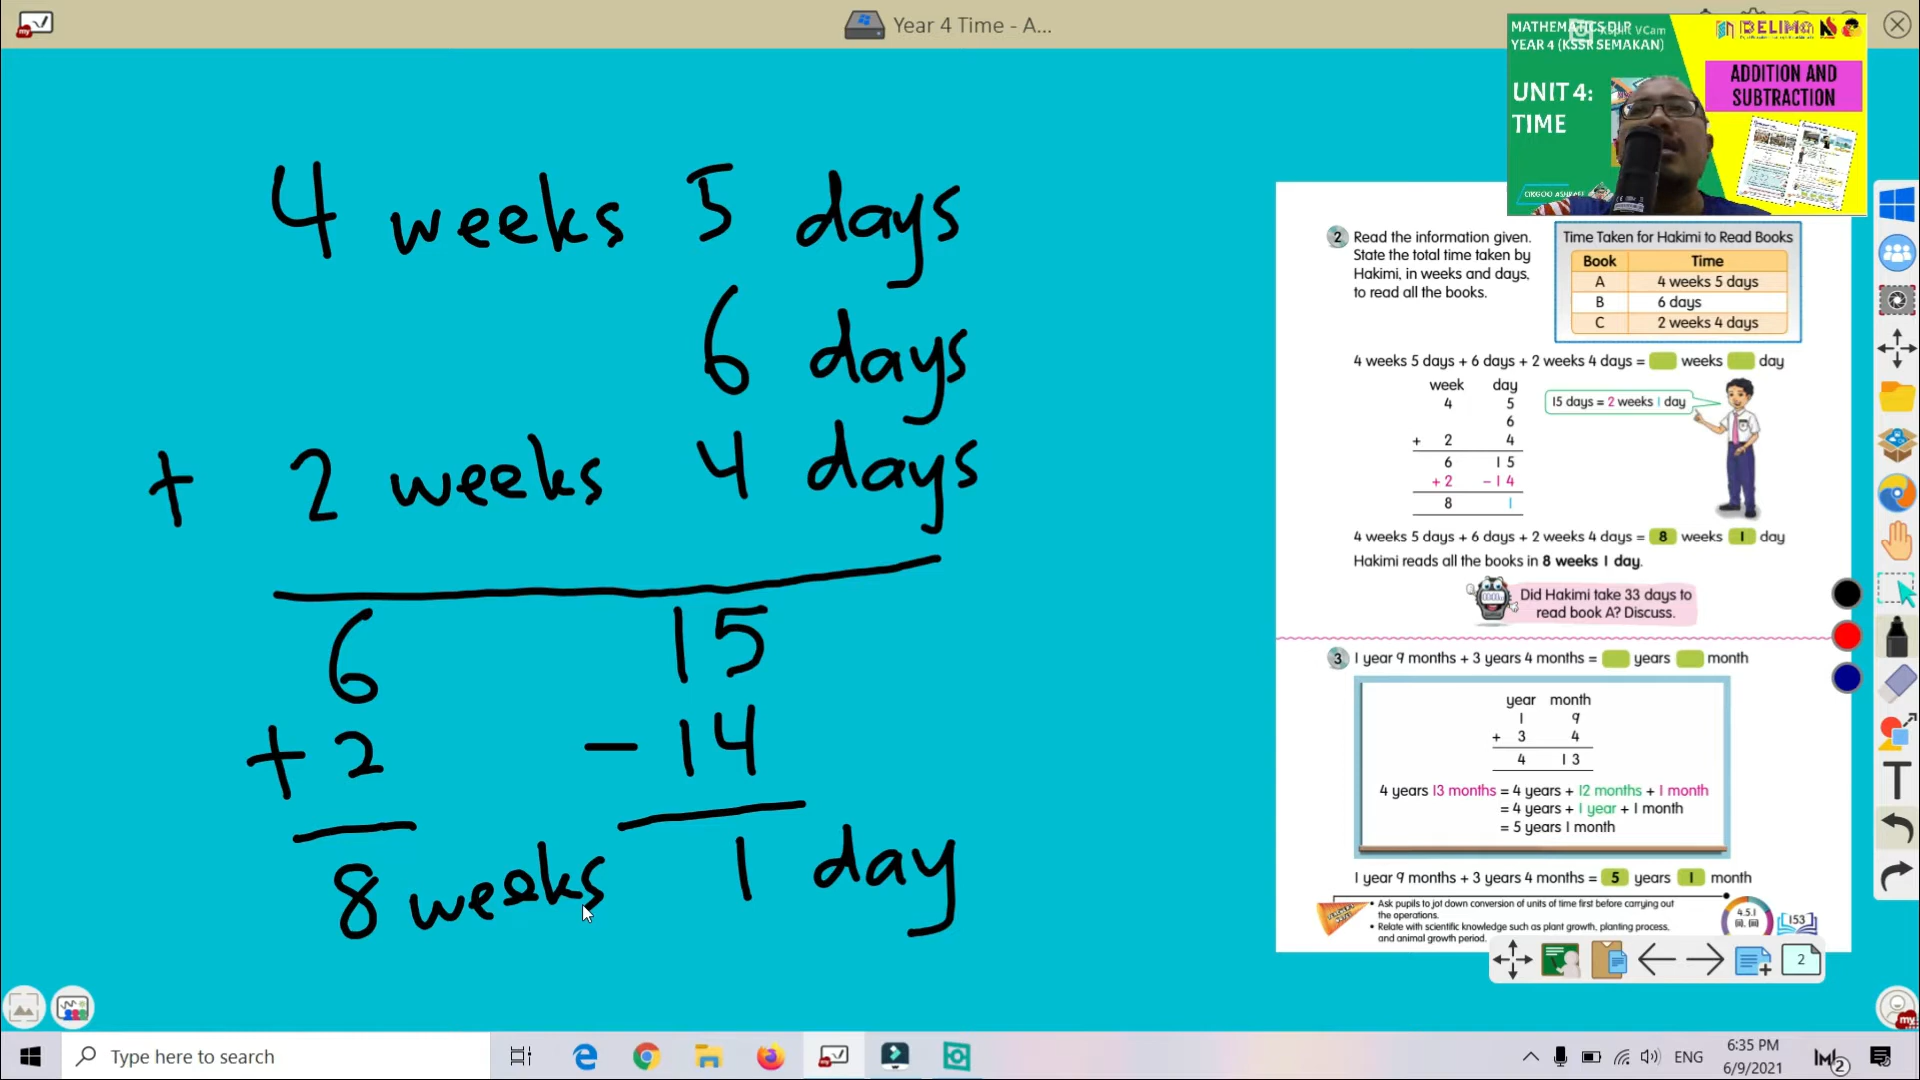 Year 4 Time - A...
MATHEMATICS DLP
YEAR 4 (KSSR SEMAKAN)
UNIT 4:
TIME
XSplit VCam
DELIMa
ADDITION AND
SUBTRACTION
CIKGOO ASHRAF
4 weeks 5 days
6 days
+ 2 weeks 4 days
6 15
+ 2 - 14
8 weeks 1 day
2 Read the information given.
State the total time taken by
Hakimi, in weeks and days,
to read all the books.
Time Taken for Hakimi to Read Books
Book Time
A 4 weeks 5 days
B 6 days
C 2 weeks 4 days
4 weeks 5 days + 6 days + 2 weeks 4 days = weeks day
week day
4 5
6
+ 2 4
6 15
+ 2 - 14
8 1
15 days = 2 weeks 1 day
4 weeks 5 days + 6 days + 2 weeks 4 days = 8 weeks 1 day
Hakimi reads all the books in 8 weeks 1 day.
Did Hakimi take 33 days to
read book A? Discuss.
3 1 year 9 months + 3 years 4 months = years month
year month
1 9
+ 3 4
4 13
4 years 13 months = 4 years + 12 months + 1 month
= 4 years + 1 year + 1 month
= 5 years 1 month
1 year 9 months + 3 years 4 months = 5 years 1 month
• Ask pupils to jot down conversion of units of time first before carrying out
the operations.
• Relate with scientific knowledge such as plant growth, planting process,
and animal growth period.
4.5.1
(i), (ii)
153
2
T
my
Type here to search
ENG
6:35 PM
6/9/2021
2